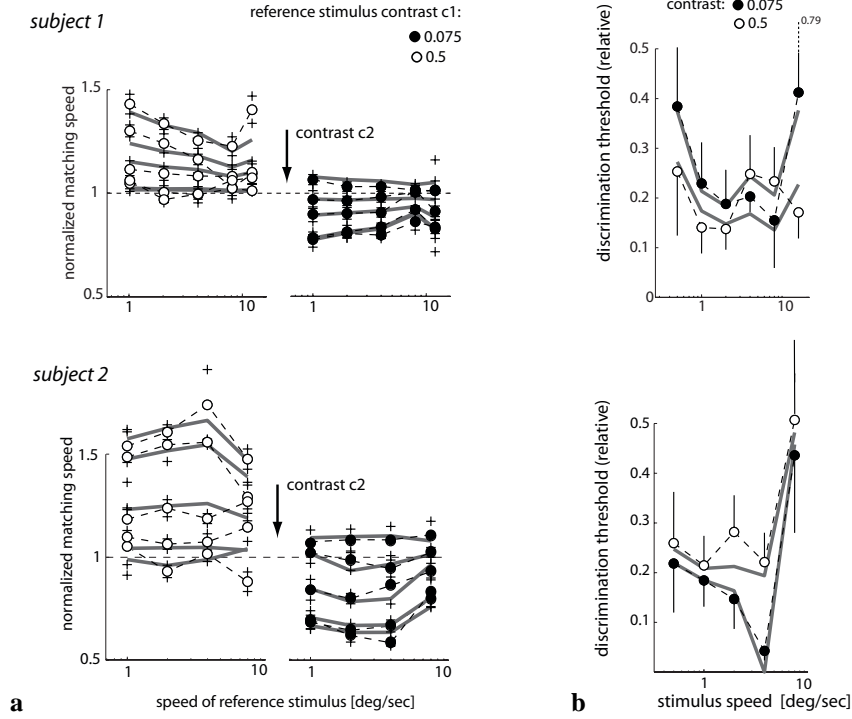 subject 1
reference stimulus contrast c1:
0.075
0.5
normalized matching speed
1.5
1
0.5
contrast c2
1
10
1
10
contrast:
0.075
0.5
0.79
discrimination threshold (relative)
0.5
0.4
0.3
0.2
0.1
0
1
10
subject 2
normalized matching speed
1.5
1
0.5
contrast c2
1
10
1
10
speed of reference stimulus [deg/sec]
a
discrimination threshold (relative)
0.5
0.4
0.3
0.2
0.1
1
10
stimulus speed [deg/sec]
b